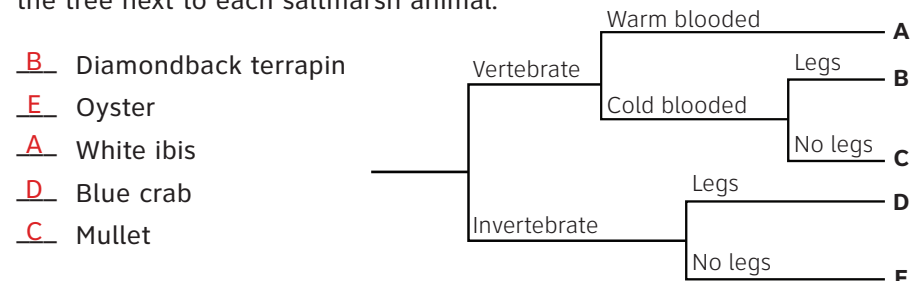 the tree next to each saltmarsh animal.
B Diamondback terrapin
E Oyster
A White ibis
D Blue crab
C Mullet
Warm blooded
A
Vertebrate
Legs
B
Cold blooded
No legs
C
Legs
D
Invertebrate
No legs
E